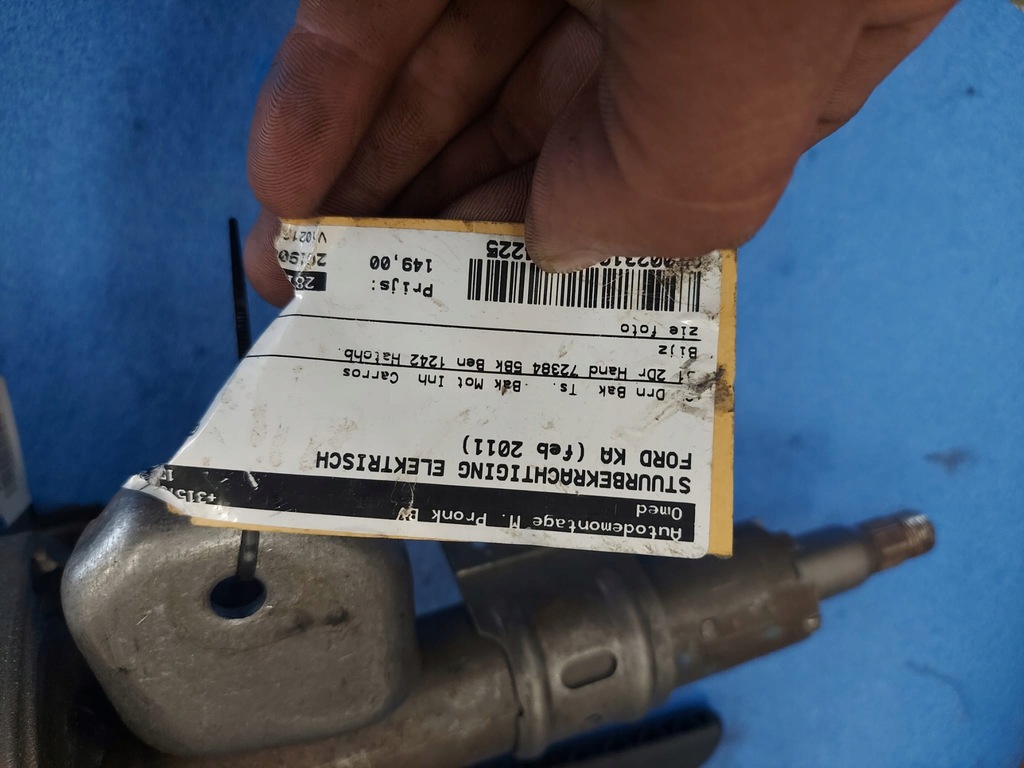 Autodemontage M. Pronk BV
Omed
STUURBEKRACHTIGING ELEKTRISCH
FORD KA (feb 2011)
Drn Bak Ts. Bak Mot Inh Carros
2Dr Hand 72384 5Bk Ben 1242 Hatchb.
Bijz
zie foto
Prijs: 149,00